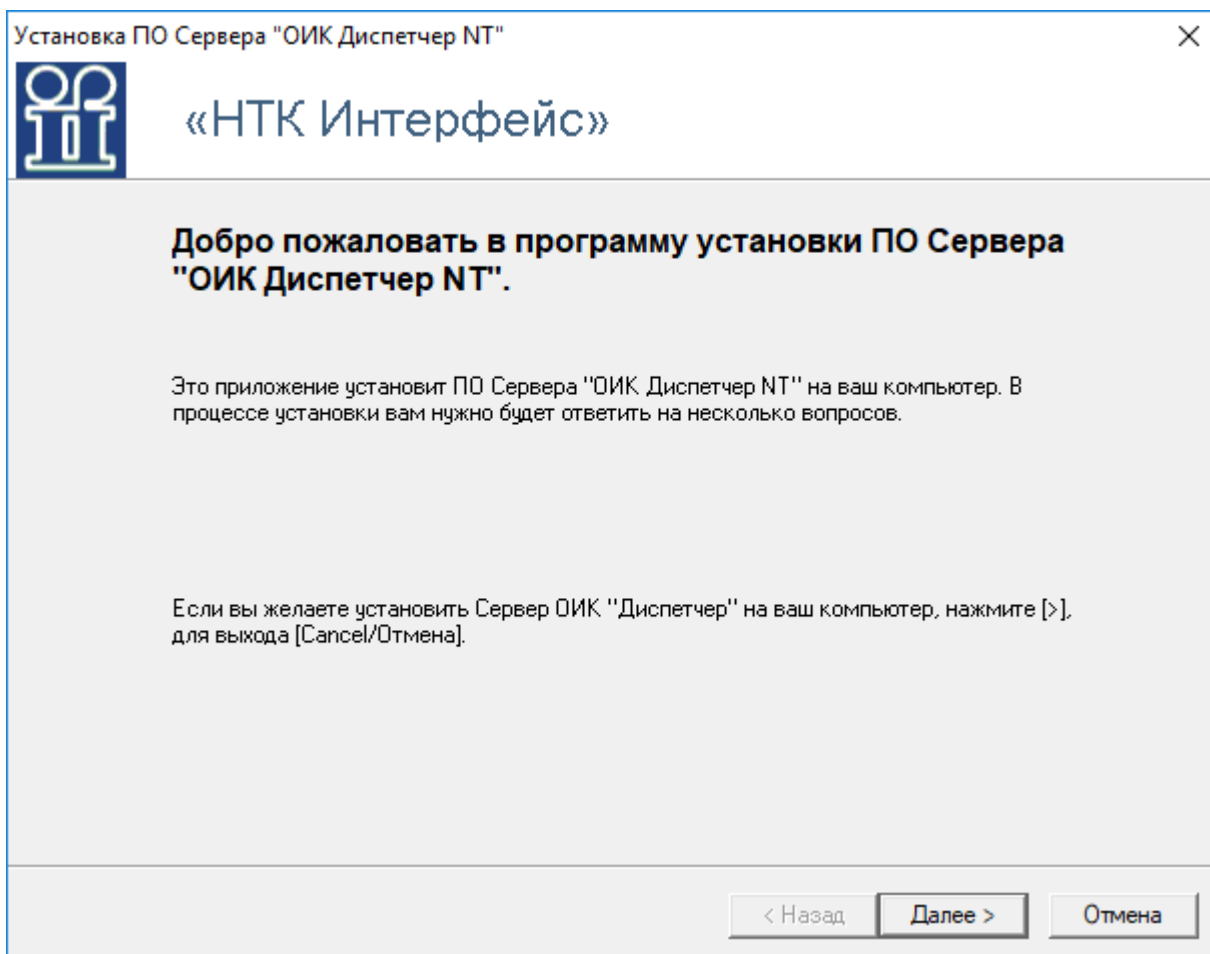 Установка ПО Сервера "ОИК Диспетчер NT"
«НТК Интерфейс»
Добро пожаловать в программу установки ПО Сервера
"ОИК Диспетчер NT".
Это приложение установит ПО Сервера "ОИК Диспетчер NT" на ваш компьютер. В
процессе установки вам нужно будет ответить на несколько вопросов.
Если вы желаете установить Сервер ОИК "Диспетчер" на ваш компьютер, нажмите [>],
для выхода [Cancel/Отмена].
< Назад Далее > Отмена